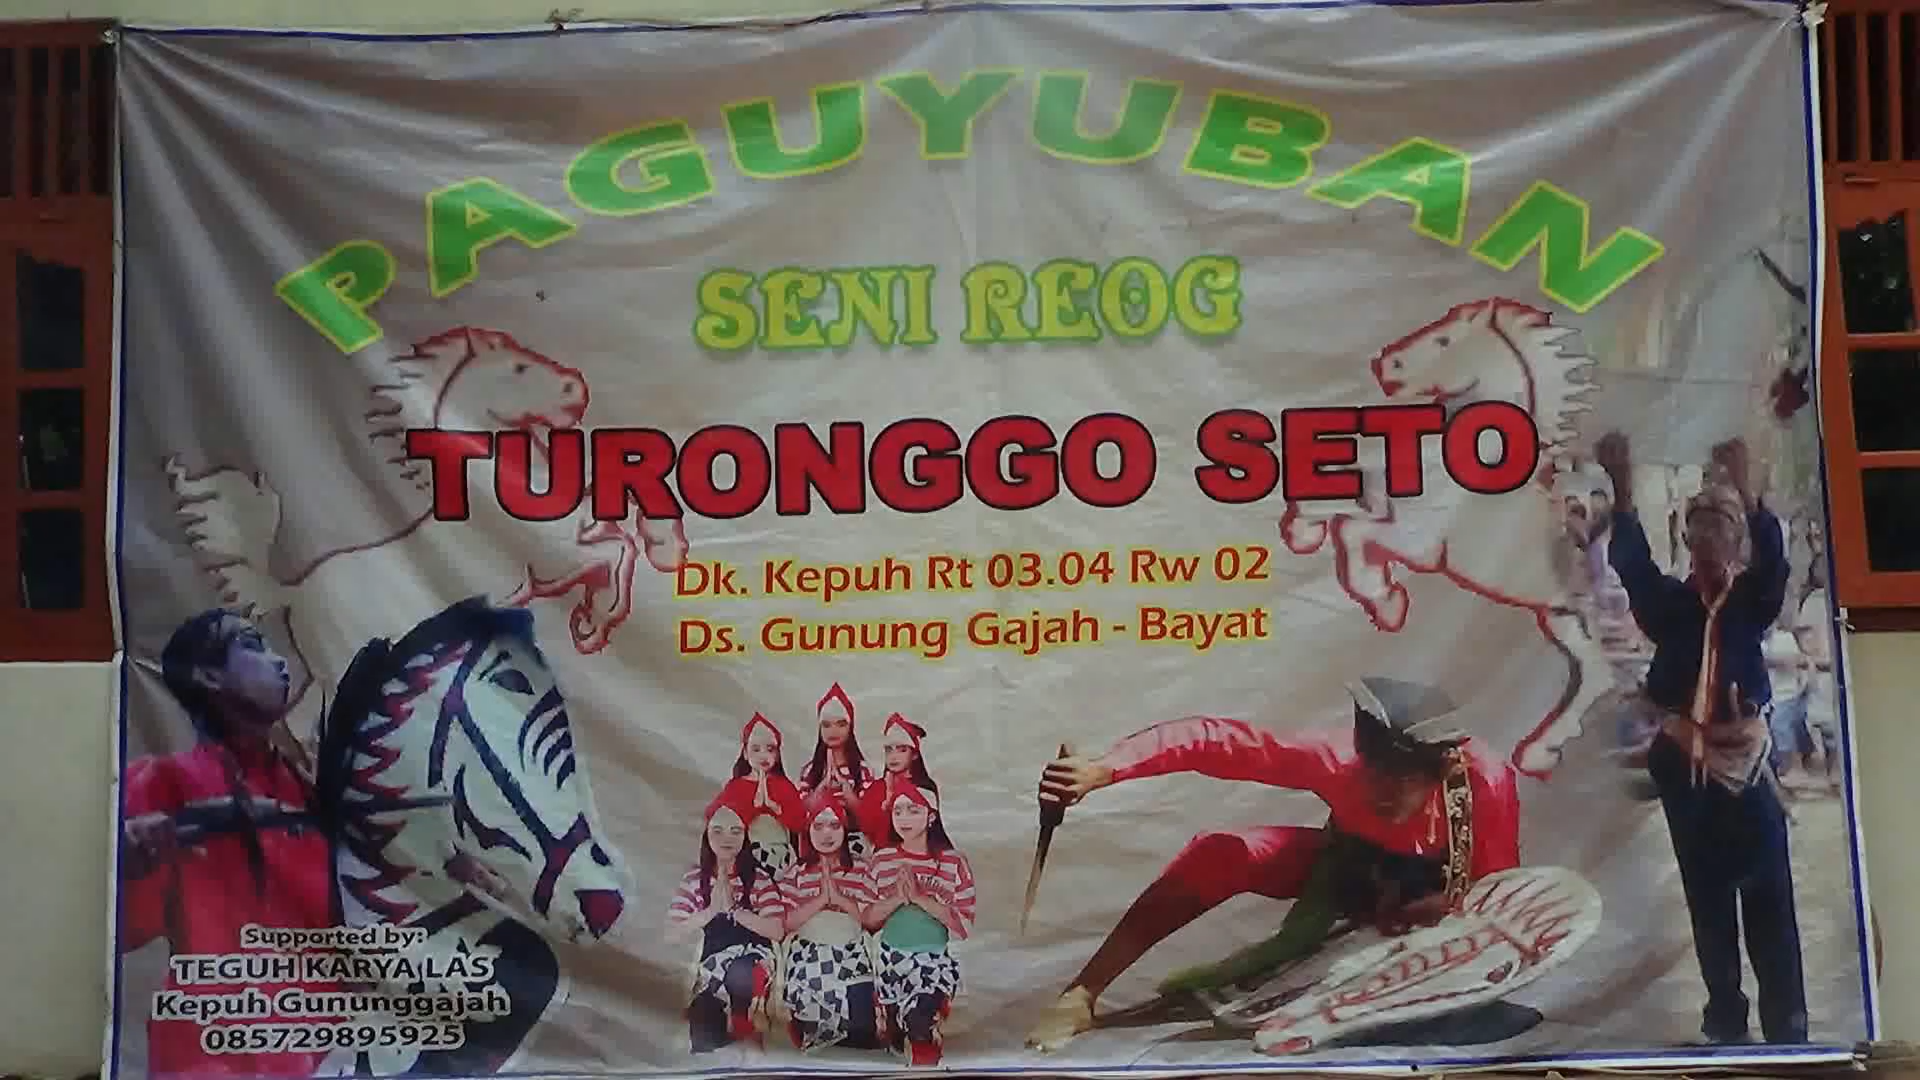 PAGUYUBAN
SENI REOG
TURONGGO SETO
Dk. Kepuh Rt 03.04 Rw 02
Ds. Gunung Gajah - Bayat
Supported by:
TEGUH KARYA LAS
Kepuh Gununggajah
085729895925